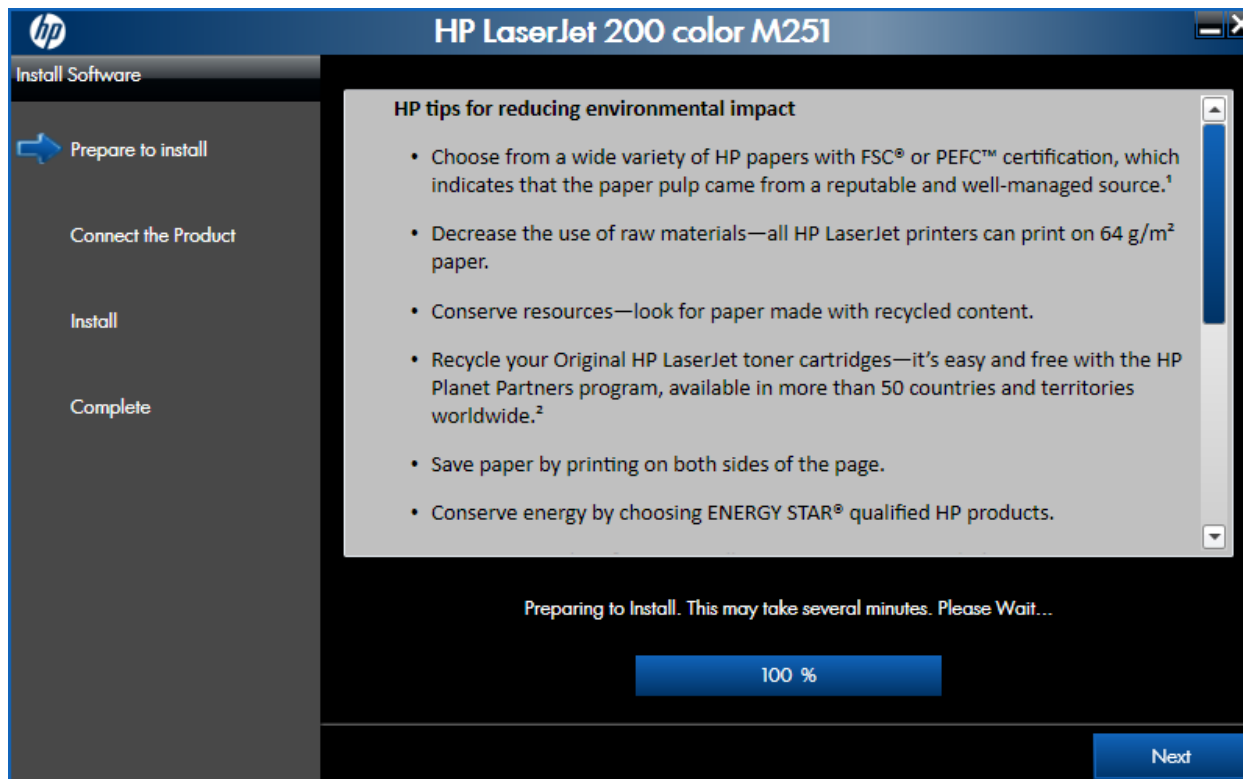 hp
HP LaserJet 200 color M251
Install Software
Prepare to install
Connect the Product
Install
Complete
HP tips for reducing environmental impact
• Choose from a wide variety of HP papers with FSC® or PEFC™ certification, which
indicates that the paper pulp came from a reputable and well-managed source.¹
• Decrease the use of raw materials—all HP LaserJet printers can print on 64 g/m²
paper.
• Conserve resources—look for paper made with recycled content.
• Recycle your Original HP LaserJet toner cartridges—it’s easy and free with the HP
Planet Partners program, available in more than 50 countries and territories
worldwide.²
• Save paper by printing on both sides of the page.
• Conserve energy by choosing ENERGY STAR® qualified HP products.
Preparing to Install. This may take several minutes. Please Wait...
100 %
Next